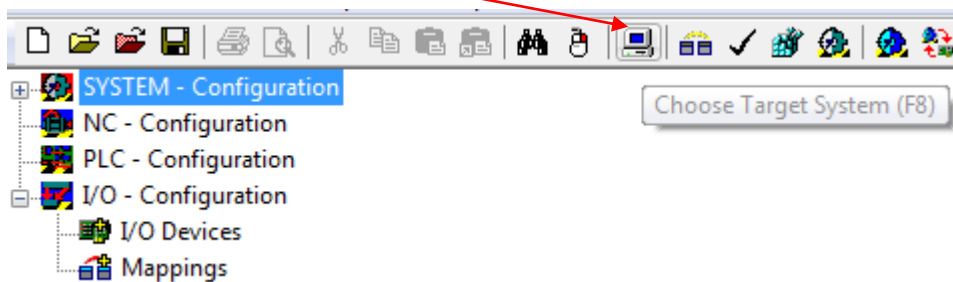 SYSTEM - Configuration
Choose Target System (F8)
NC - Configuration
PLC - Configuration
I/O - Configuration
I/O Devices
Mappings